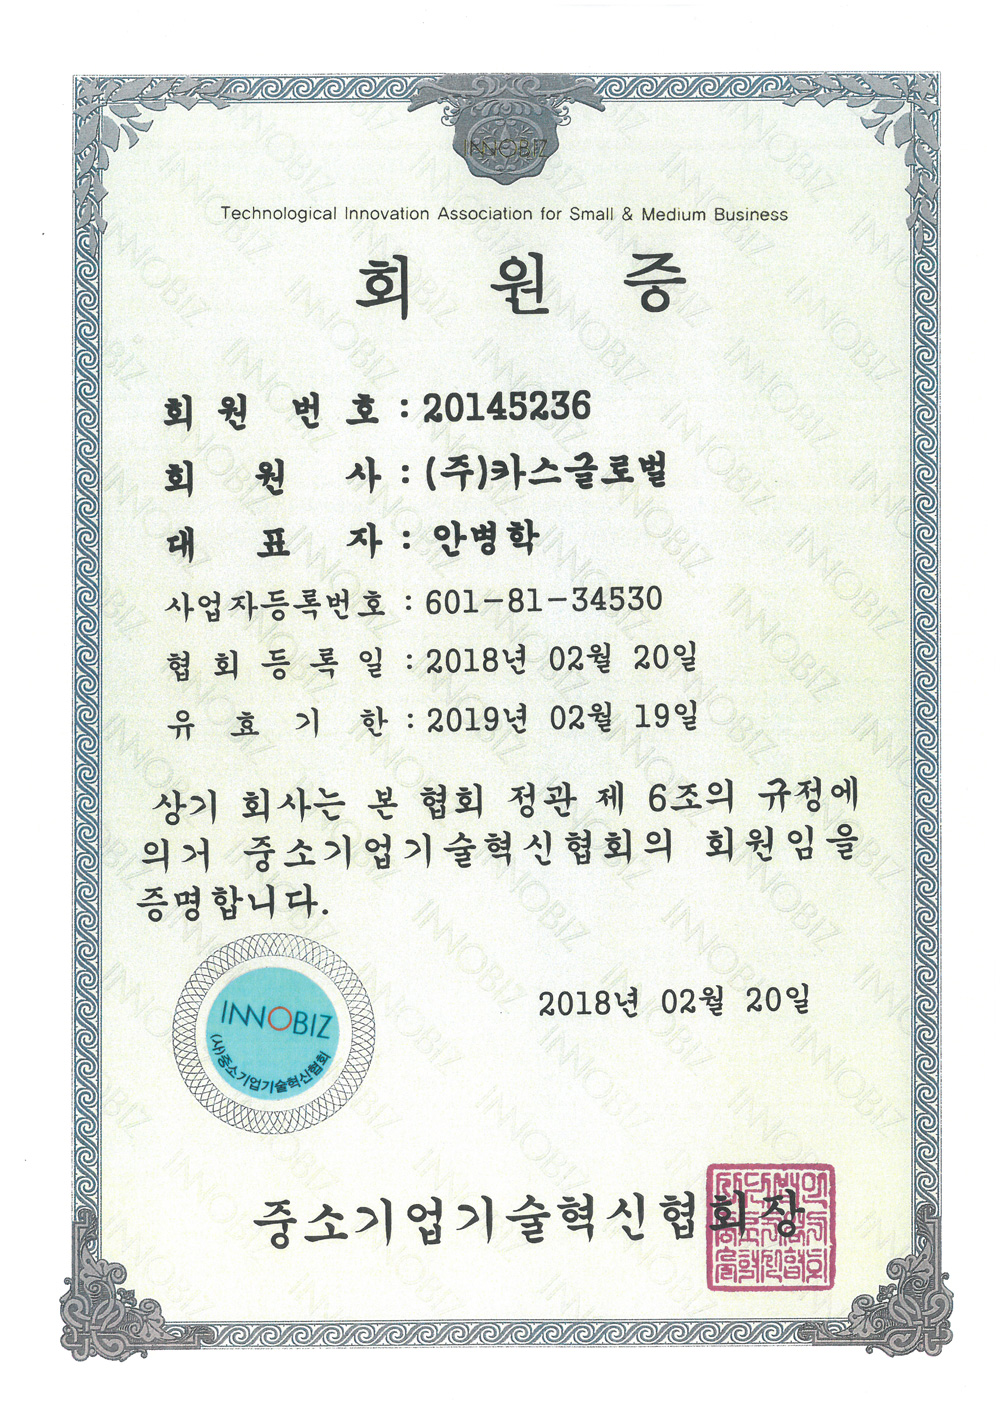 INNOBIZ
Technological Innovation Association for Small & Medium Business
회 원 증
회 원 번 호 : 20145236
회 원 사 : (주)카스글로벌
대 표 자 : 안병학
사업자등록번호 : 601-81-34530
협 회 등 록 일 : 2018년 02월 20일
유 효 기 한 : 2019년 02월 19일
상기 회사는 본 협회 정관 제 6조의 규정에
의거 중소기업기술혁신협회의 회원임을
증명합니다.
2018년 02월 20일
INNOBIZ
(사)중소기업기술혁신협회
중소기업기술혁신협회장